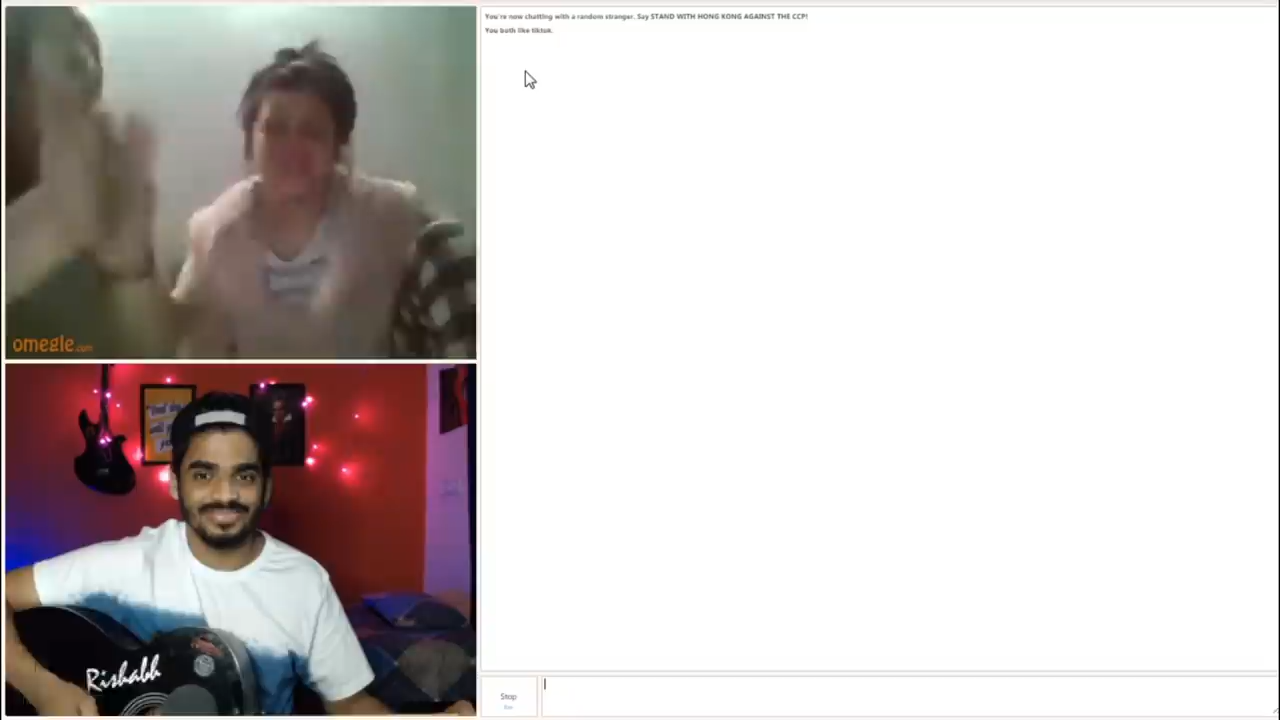 You're now chatting with a random stranger. Say STAND WITH HONG KONG AGAINST THE CCP!
You both like tiktok.
omegle.com
Rishabh
Stop
Esc